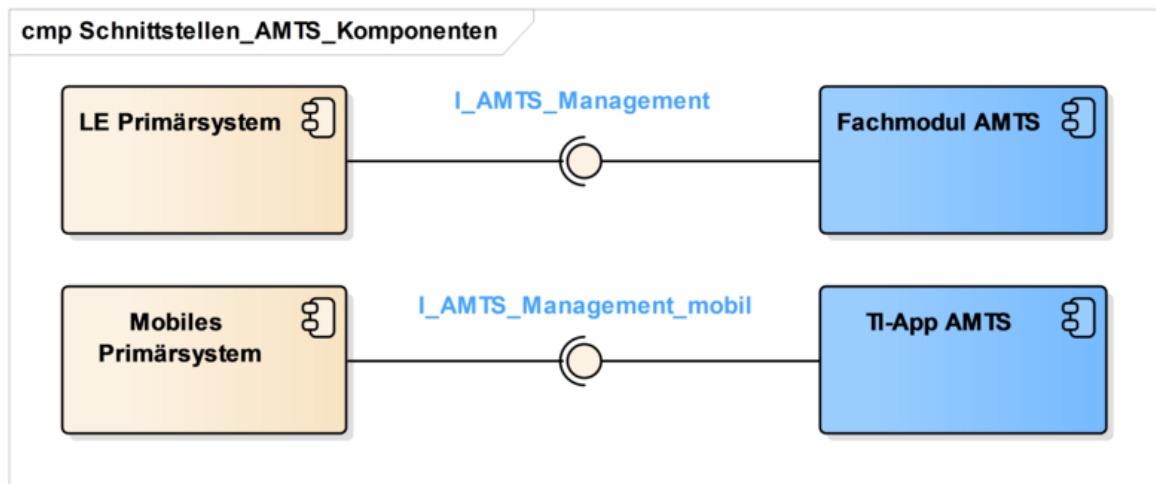 cmp Schnittstellen_AMTS_Komponenten
I_AMTS_Management
LE Primärsystem
Fachmodul AMTS
I_AMTS_Management_mobil
Mobiles
Primärsystem
TI-App AMTS